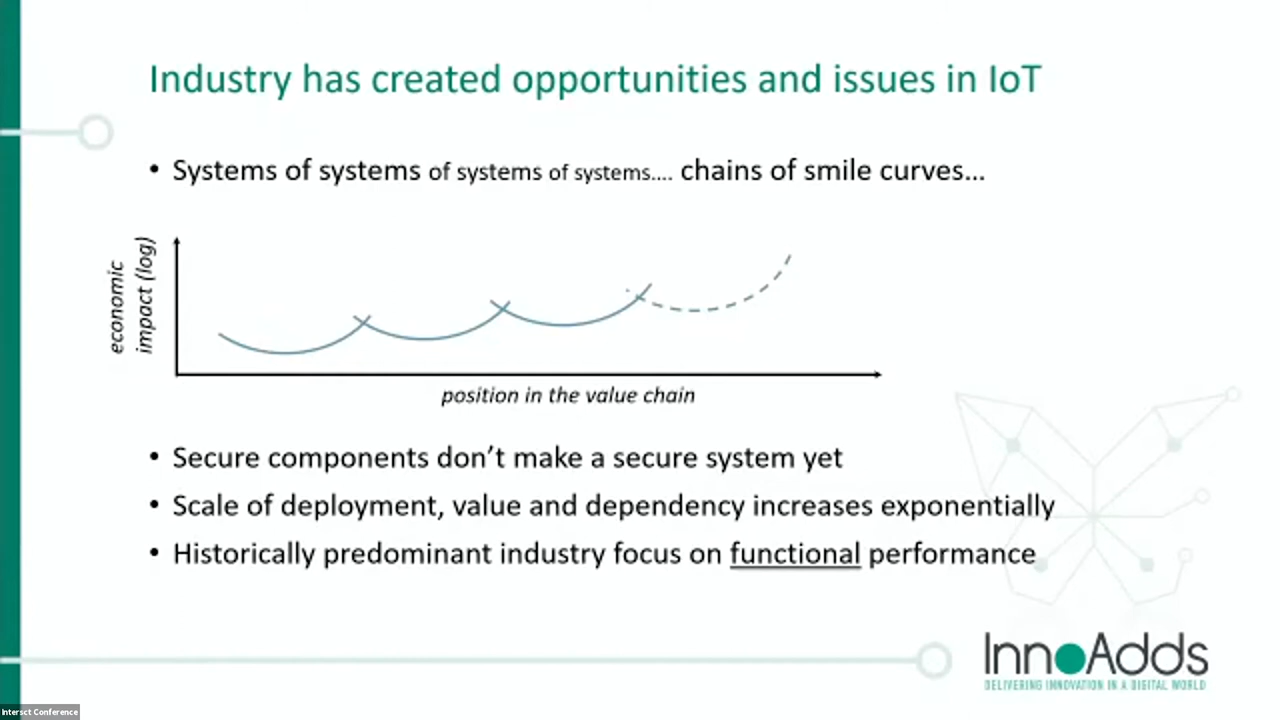 Industry has created opportunities and issues in IoT
• Systems of systems of systems of systems.... chains of smile curves...
economic
impact (log)
position in the value chain
• Secure components don’t make a secure system yet
• Scale of deployment, value and dependency increases exponentially
• Historically predominant industry focus on functional performance
InnoAdds
DELIVERING INNOVATION IN A DIGITAL WORLD
Intersct Conference